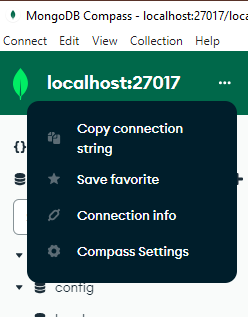 MongoDB Compass - localhost:27017/loca
Connect Edit View Collection Help
localhost:27017
Copy connection
string
Save favorite
Connection info
Compass Settings
config